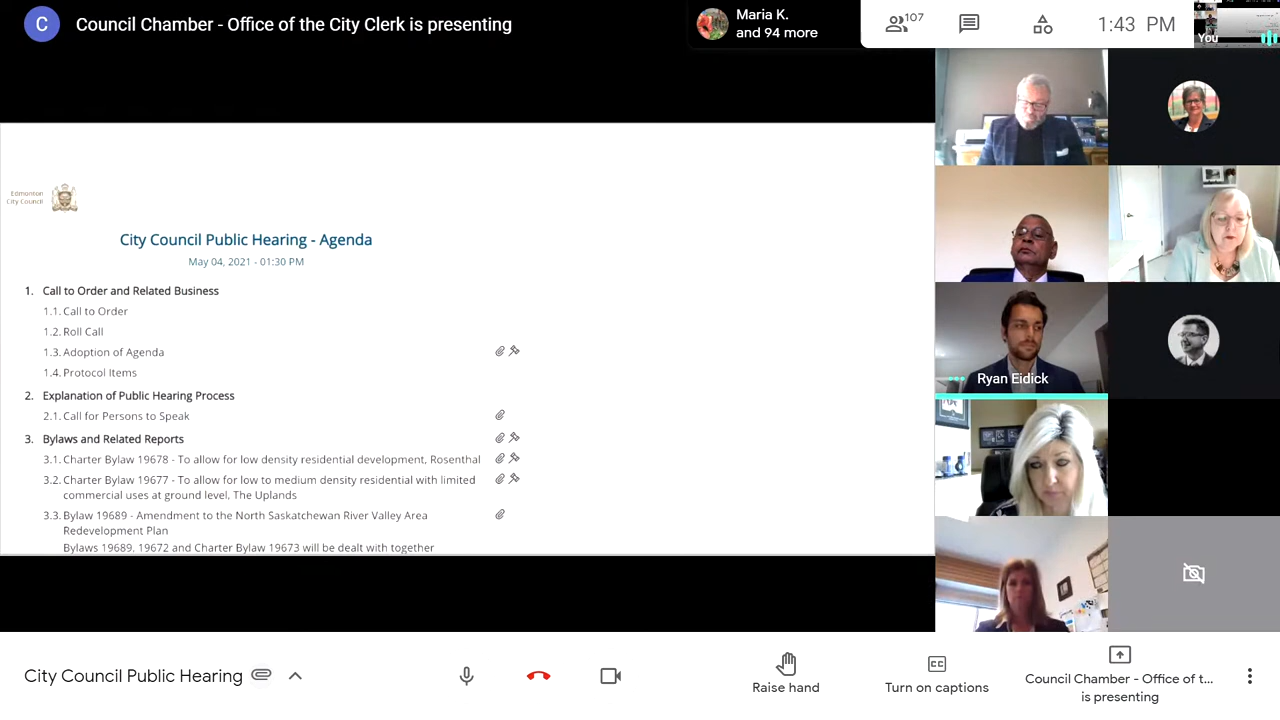 C
Council Chamber - Office of the City Clerk is presenting
Maria K.
and 94 more
107
1:43 PM
You
Edmonton
City Council
City Council Public Hearing - Agenda
May 04, 2021 - 01:30 PM
1. Call to Order and Related Business
1.1. Call to Order
1.2. Roll Call
1.3. Adoption of Agenda
1.4. Protocol Items
2. Explanation of Public Hearing Process
2.1. Call for Persons to Speak
3. Bylaws and Related Reports
3.1. Charter Bylaw 19678 - To allow for low density residential development, Rosenthal
3.2. Charter Bylaw 19677 - To allow for low to medium density residential with limited
commercial uses at ground level, The Uplands
3.3. Bylaw 19689 - Amendment to the North Saskatchewan River Valley Area
Redevelopment Plan
Bylaws 19689, 19672 and Charter Bylaw 19673 will be dealt with together
Ryan Eidick
City Council Public Hearing
Raise hand
CC
Turn on captions
Council Chamber - Office of t...
is presenting